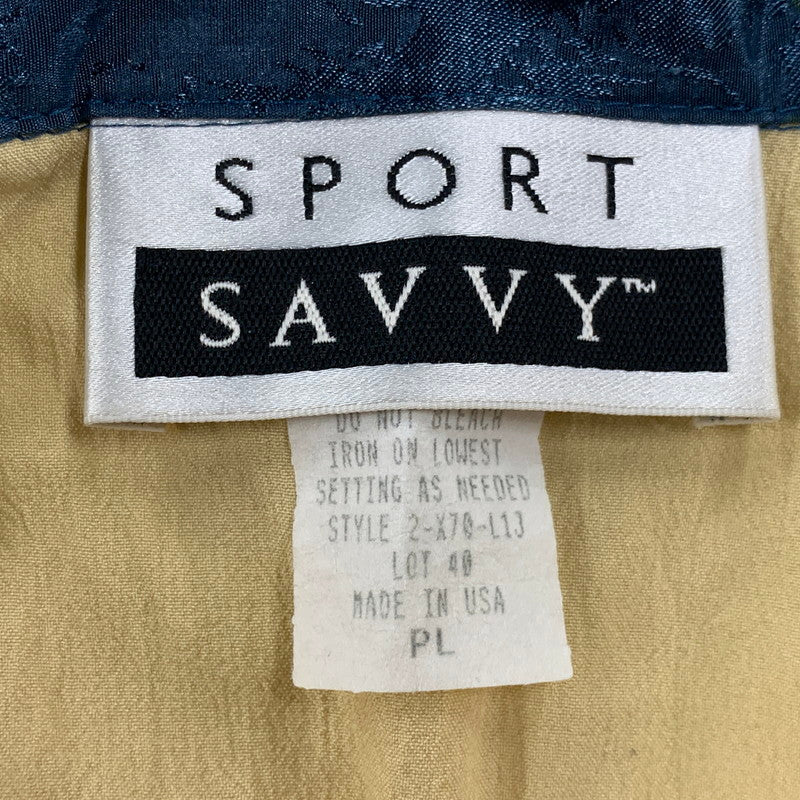 SPORT
SAVVY™
DO NOT BLEACH
IRON ON LOWEST
SETTING AS NEEDED
STYLE 2-X70-L13
LOT 40
MADE IN USA
PL